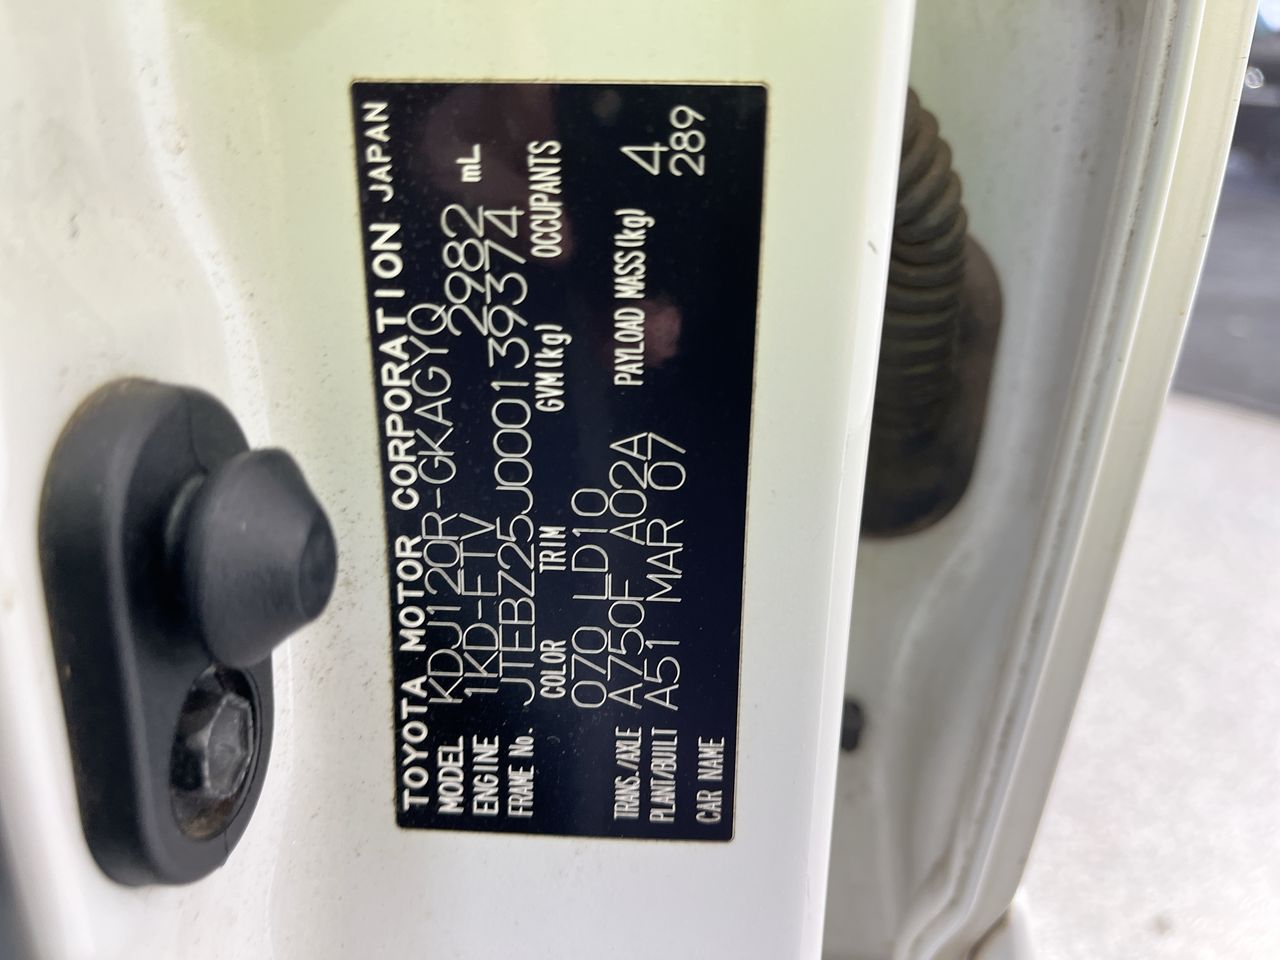 TOYOTA MOTOR CORPORATION JAPAN
MODEL KDJ120R-GKAGYQ
ENGINE 1KD-FTV 2982 mL
FRAME No. JTEBZ25J000139374
COLOR TRIM GVM(kg) OCCUPANTS
070 LD10
TRANS./AXLE A750F A02A PAYLOAD MASS(kg) 4
PLANT/BUILT A51 MAR 07 289
CAR NAME